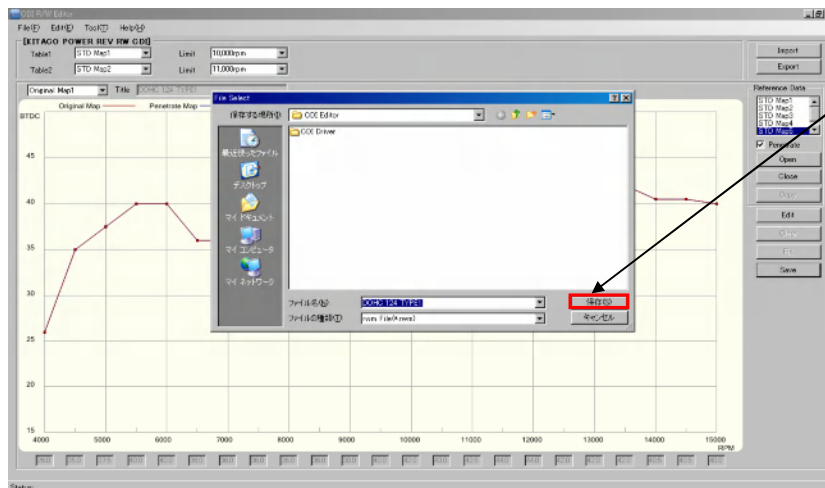 CDI R/W Editor
File(F) Edit(E) Tool(T) Help(H)
[KITACO POWER REV RW CDI]
Table1 STD Map1 Limit 10,000rpm
Table2 STD Map2 Limit 11,000rpm
Import
Export
Original Map1 Title DOHC 124 TYPE1
Original Map Penetrate Map
BTDC
45
40
35
30
25
20
15
4000 5000 6000 7000 8000 9000 10000 11000 12000 13000 14000 15000
RPM
File Select
保存する場所(I): CDI Editor
CDI Driver
最近使ったファイル
デスクトップ
マイ ドキュメント
マイ コンピュータ
マイ ネットワーク
ファイル名(N): DOHC 124 TYPE1
保存(S)
ファイルの種類(T): rwm File(*.rwm)
キャンセル
Reference Data
STD Map1
STD Map2
STD Map3
STD Map4
STD Map5
Penetrate
Open
Close
Copy
Edit
Clear
Save
Status: